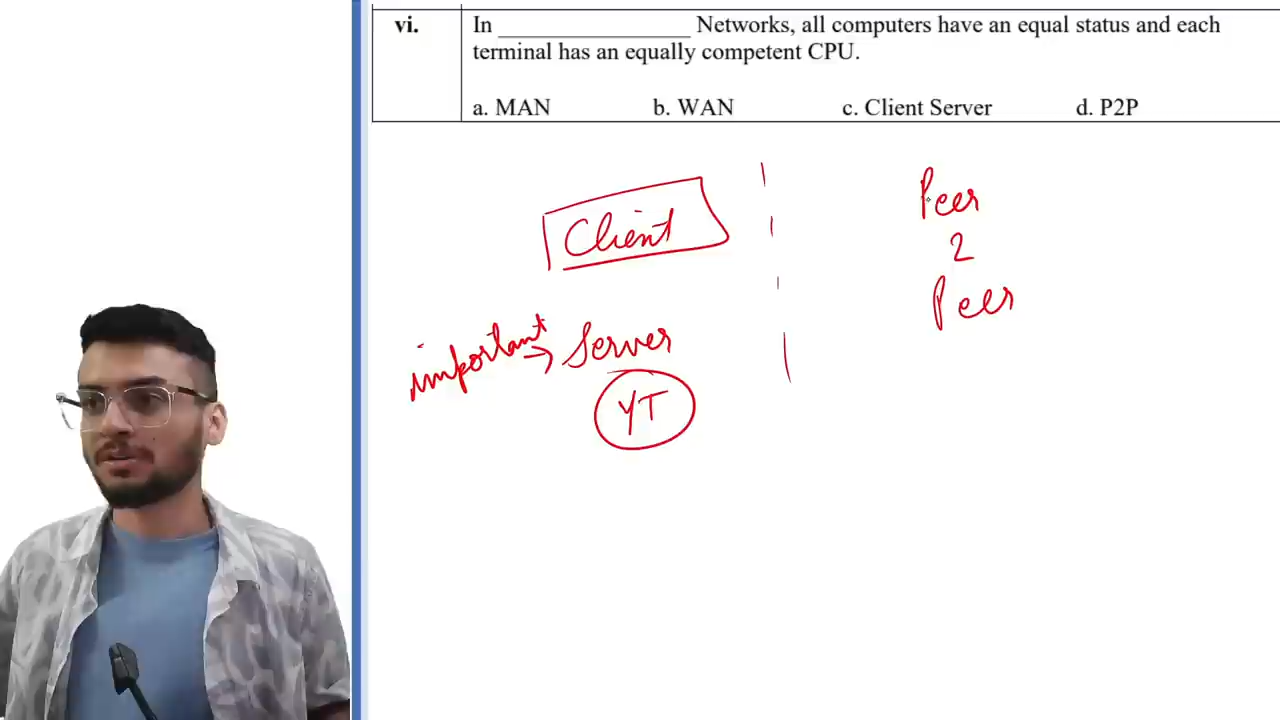 vi. In ________________ Networks, all computers have an equal status and each
terminal has an equally competent CPU.
a. MAN b. WAN c. Client Server d. P2P
Client
important → Server
YT
Peer
2
Peer